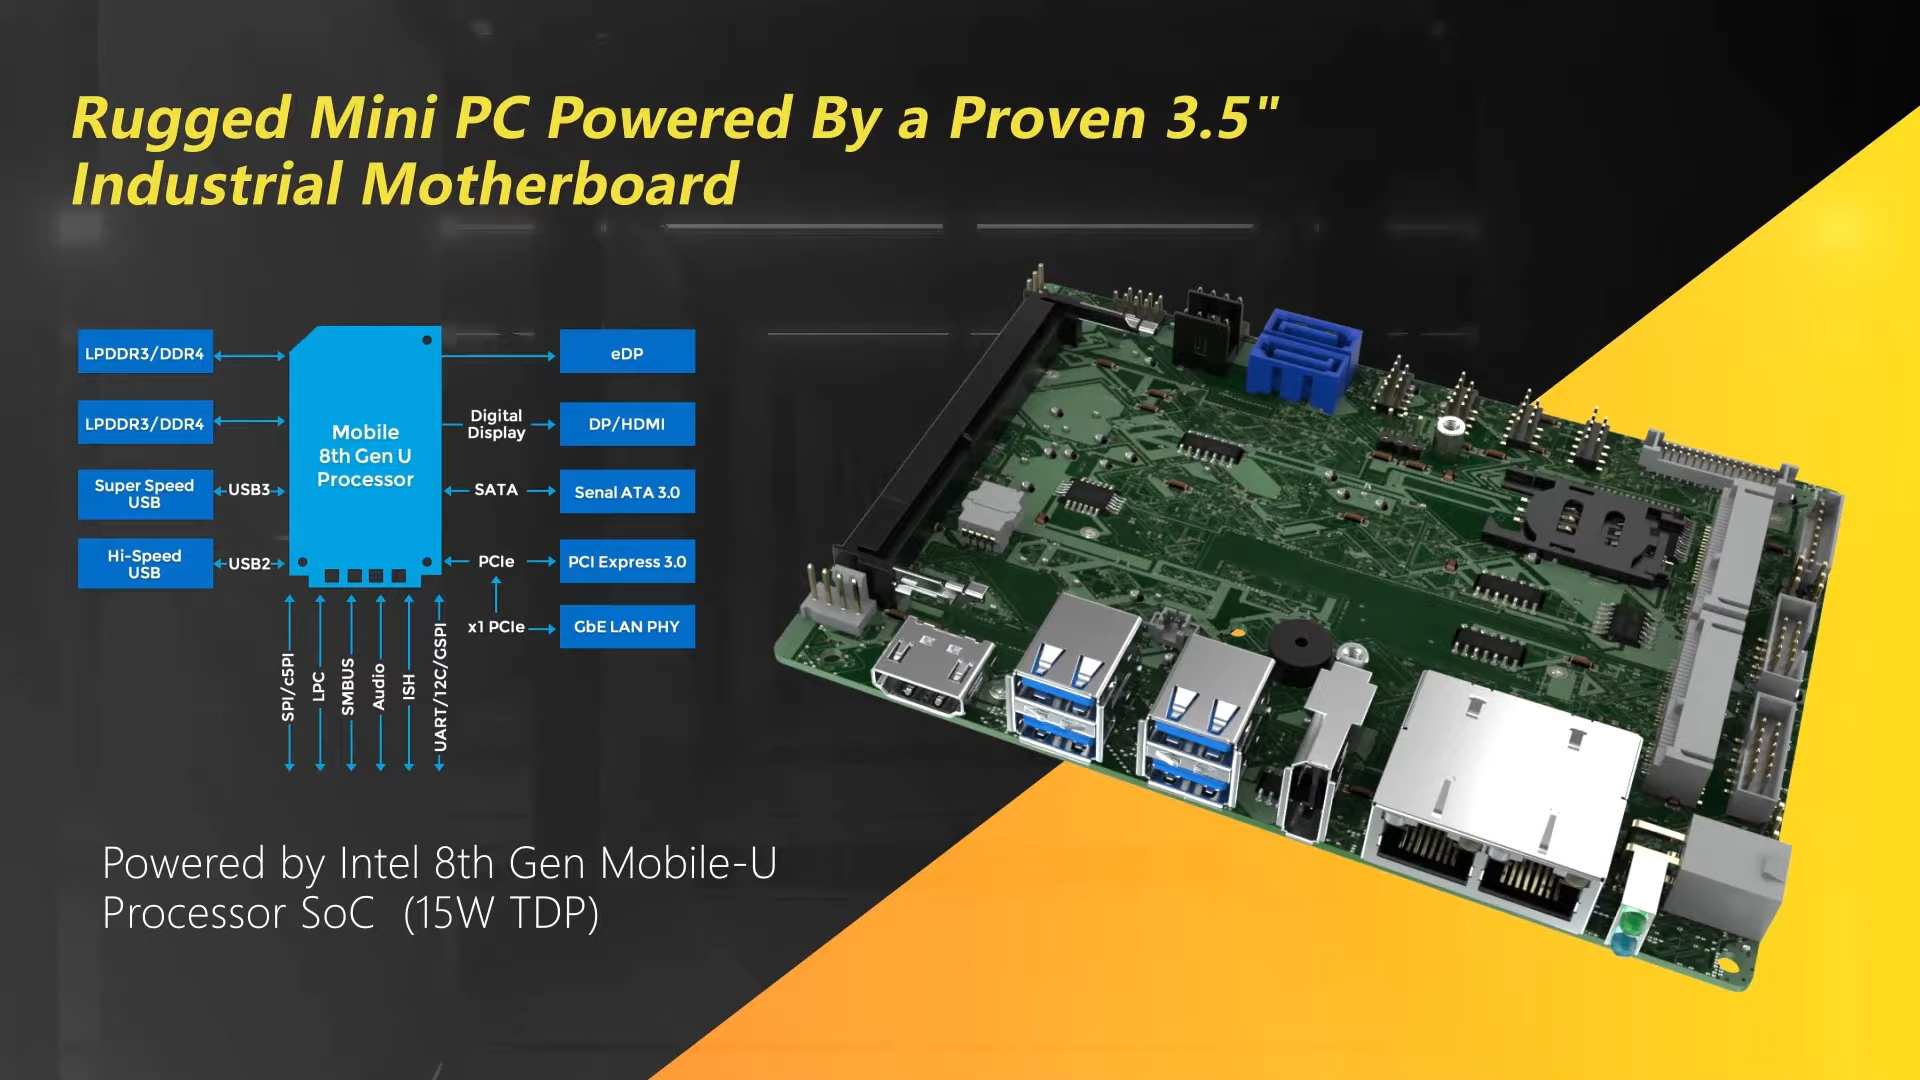 Rugged Mini PC Powered By a Proven 3.5"
Industrial Motherboard
LPDDR3/DDR4
LPDDR3/DDR4
Super Speed
USB
USB3
Hi-Speed
USB
USB2
Mobile
8th Gen U
Processor
eDP
Digital
Display
DP/HDMI
SATA
Senal ATA 3.0
PCIe
PCI Express 3.0
x1 PCIe
GbE LAN PHY
SPI/c5PI
LPC
SMBUS
Audio
ISH
UART/12C/GSPI
Powered by Intel 8th Gen Mobile-U
Processor SoC (15W TDP)